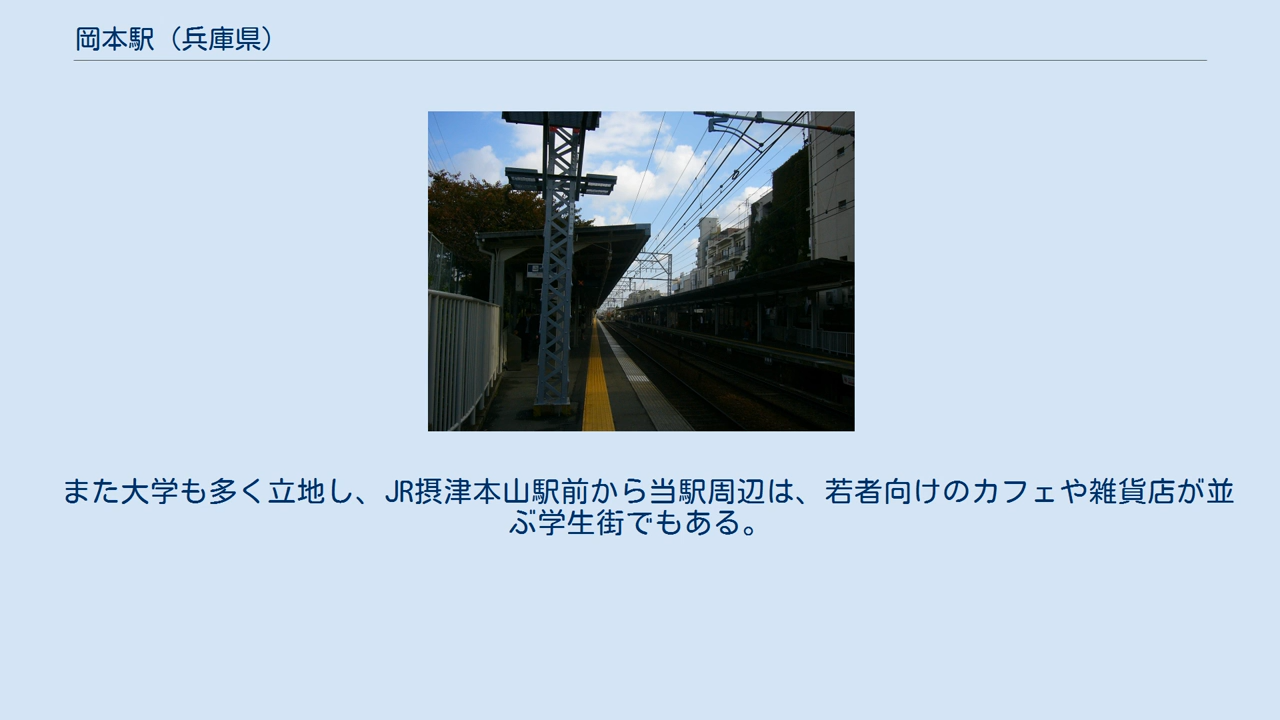 岡本駅（兵庫県）
また大学も多く立地し、JR摂津本山駅前から当駅周辺は、若者向けのカフェや雑貨店が並
ぶ学生街でもある。